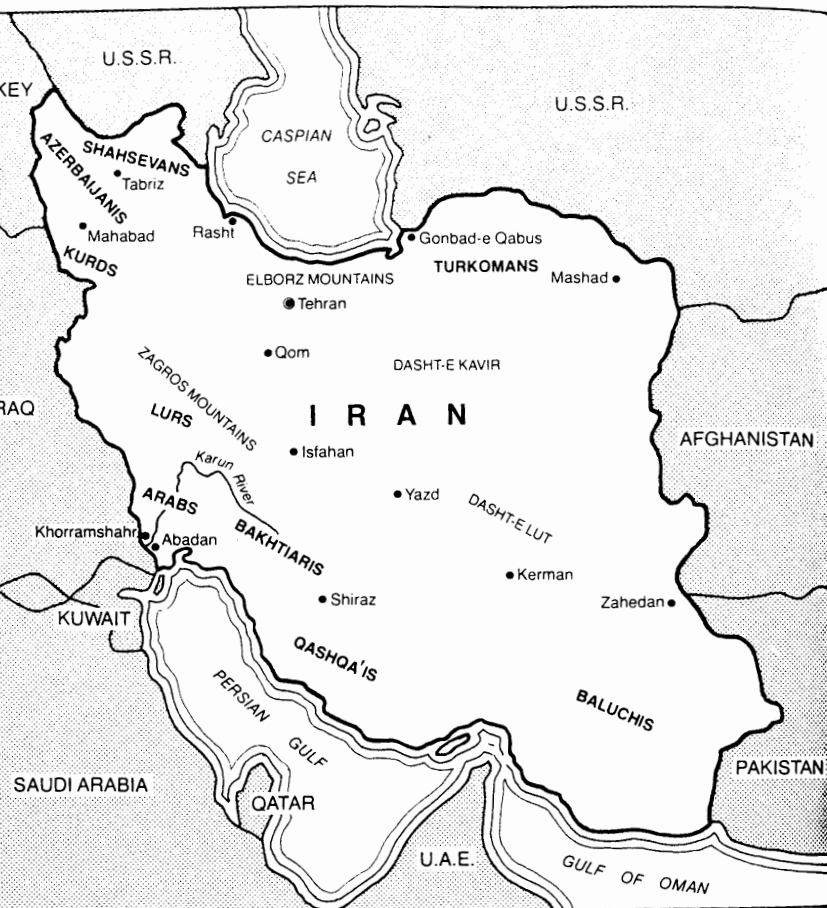 U.S.S.R.
KEY
U.S.S.R.
CASPIAN
SEA
SHAHSEVANS
AZERBAIJANIS
Tabriz
Mahabad
Rasht
Gonbad-e Qabus
KURDS
TURKOMANS
Mashad
ELBORZ MOUNTAINS
Tehran
Qom
DASHT-E KAVIR
ZAGROS MOUNTAINS
RAQ
LURS
IRAN
AFGHANISTAN
Isfahan
Karun River
Yazd
ARABS
DASHT-E LUT
Khorramshahr
Abadan
BAKHTIARIS
Kerman
Shiraz
Zahedan
KUWAIT
QASHQA'IS
PERSIAN
GULF
BALUCHIS
PAKISTAN
SAUDI ARABIA
QATAR
U.A.E.
GULF OF OMAN